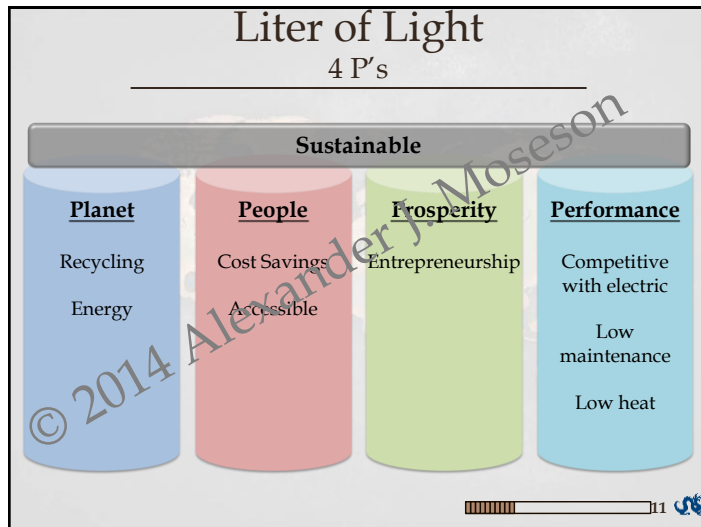 Liter of Light
4 P's
Sustainable
Planet
Recycling
Energy
People
Cost Savings
Accessible
Prosperity
Entrepreneurship
Performance
Competitive
with electric
Low
maintenance
Low heat
© 2014 Alexander J. Moseson
11